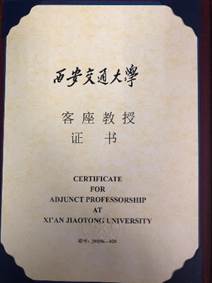 西安交通大学
客座教授
证书
CERTIFICATE
FOR
ADJUNCT PROFESSORSHIP
AT
XI'AN JIAOTONG UNIVERSITY